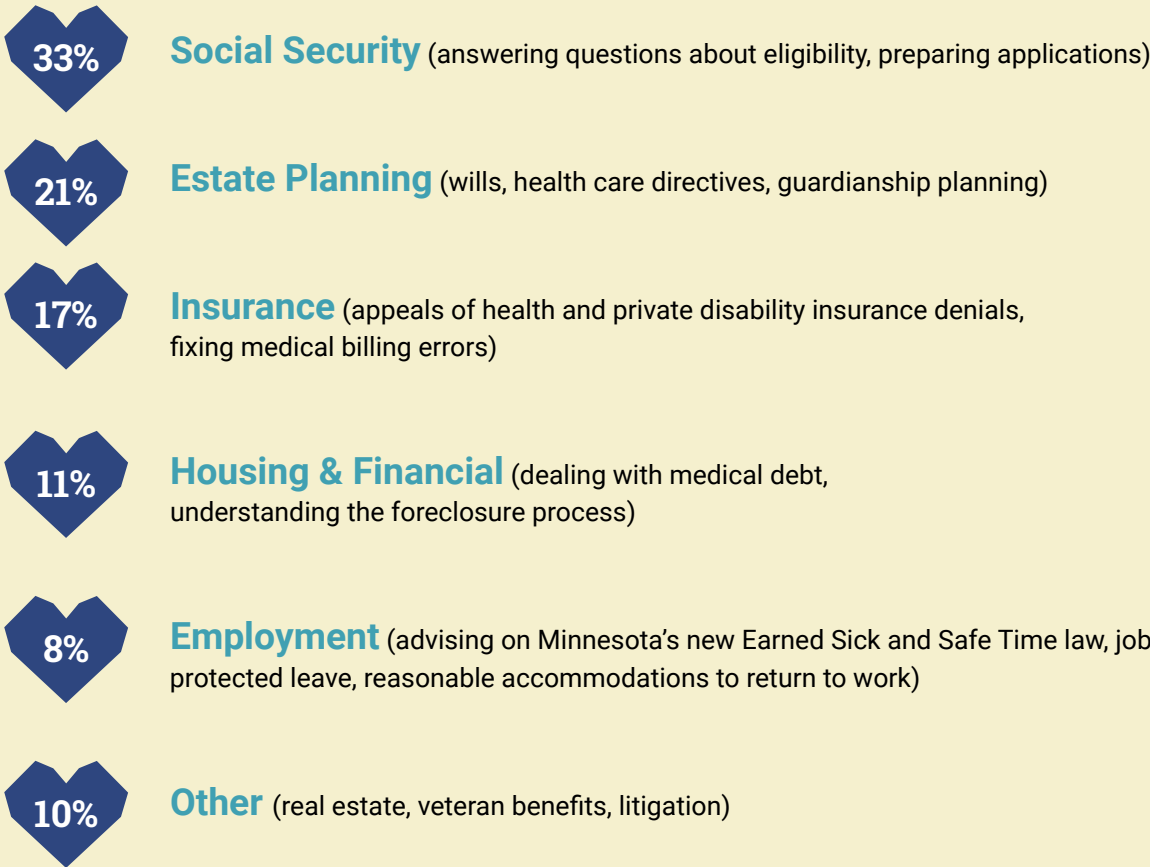 33% Social Security (answering questions about eligibility, preparing applications)
21% Estate Planning (wills, health care directives, guardianship planning)
17% Insurance (appeals of health and private disability insurance denials,
fixing medical billing errors)
11% Housing & Financial (dealing with medical debt,
understanding the foreclosure process)
8% Employment (advising on Minnesota’s new Earned Sick and Safe Time law, job
protected leave, reasonable accommodations to return to work)
10% Other (real estate, veteran benefits, litigation)